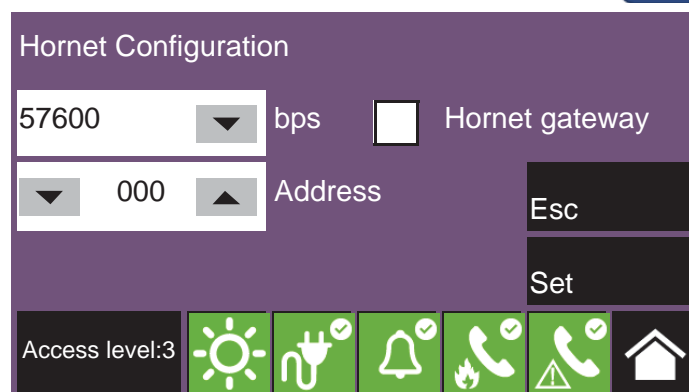 Hornet Configuration
57600 bps Hornet gateway
000 Address
Esc
Set
Access level:3